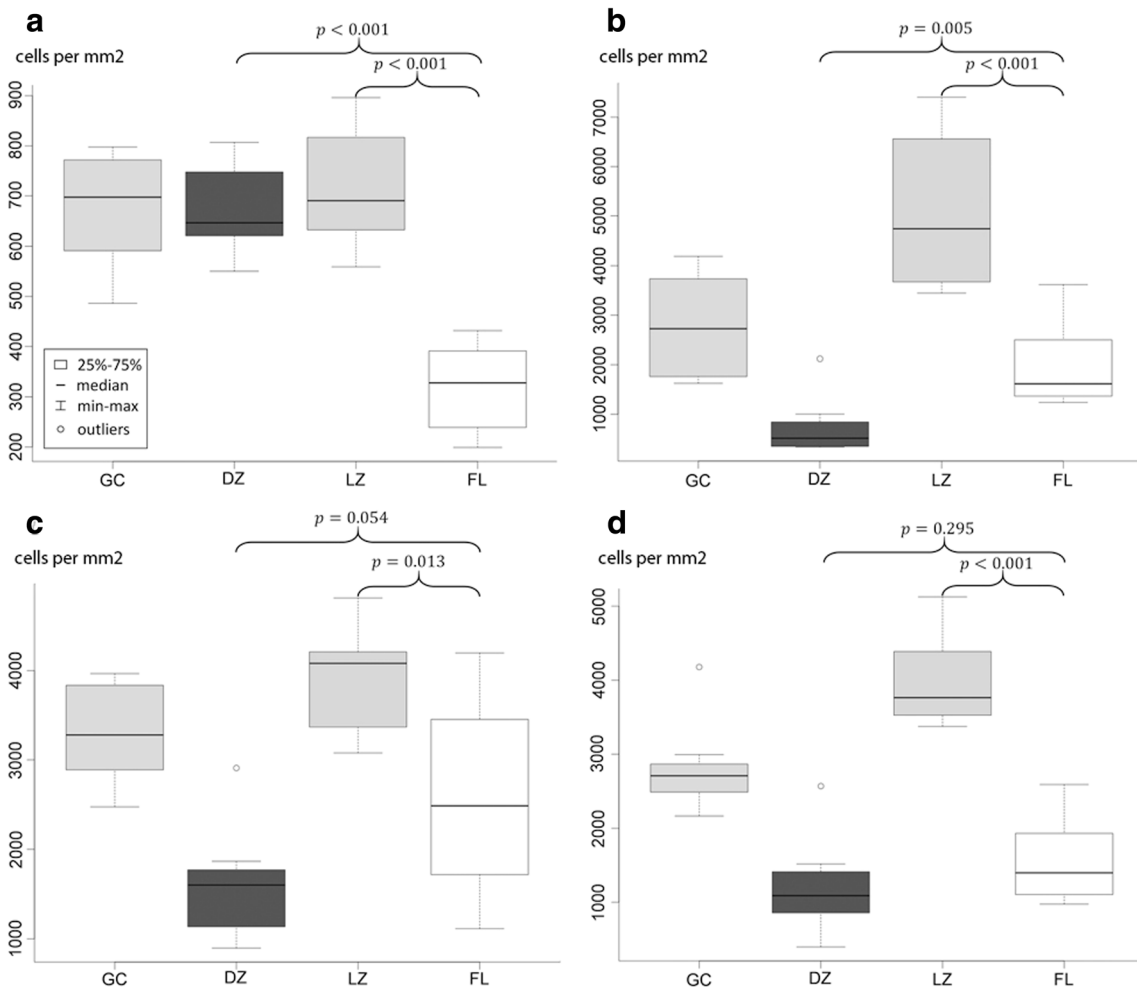 a
cells per mm2
p < 0.001
p < 0.001
900
800
700
600
500
400
300
200
25%-75%
median
min-max
outliers
GC DZ LZ FL
b
cells per mm2
p = 0.005
p < 0.001
7000
6000
5000
4000
3000
2000
1000
GC DZ LZ FL
c
cells per mm2
p = 0.054
p = 0.013
4000
3000
2000
1000
GC DZ LZ FL
d
cells per mm2
p = 0.295
p < 0.001
5000
4000
3000
2000
1000
GC DZ LZ FL